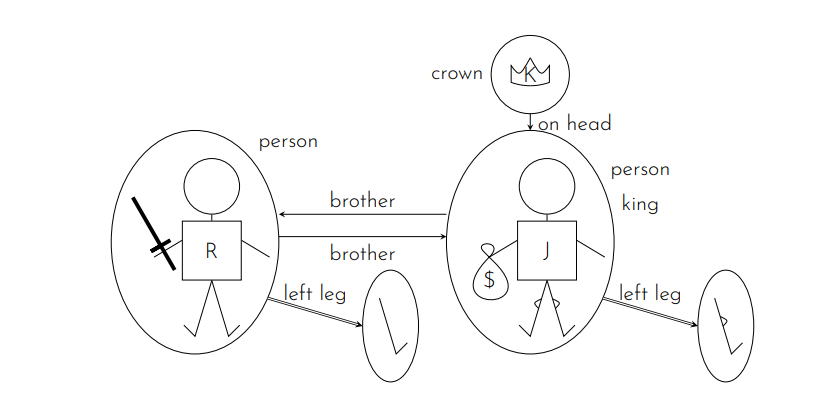 crown
K
on head
person
person
king
brother
brother
R
J
$
left leg
left leg